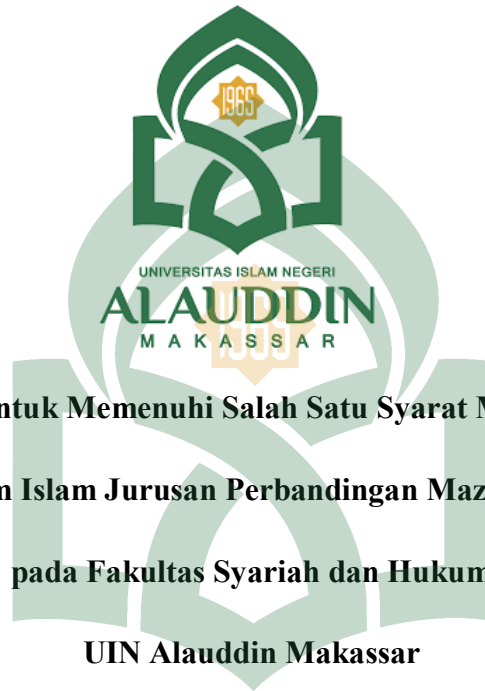 1965
UNIVERSITAS ISLAM NEGERI
ALAUDDIN
MAKASSAR
1965
ntuk Memenuhi Salah Satu Syarat M
m Islam Jurusan Perbandingan Maz
pada Fakultas Syariah dan Hukum
UIN Alauddin Makassar